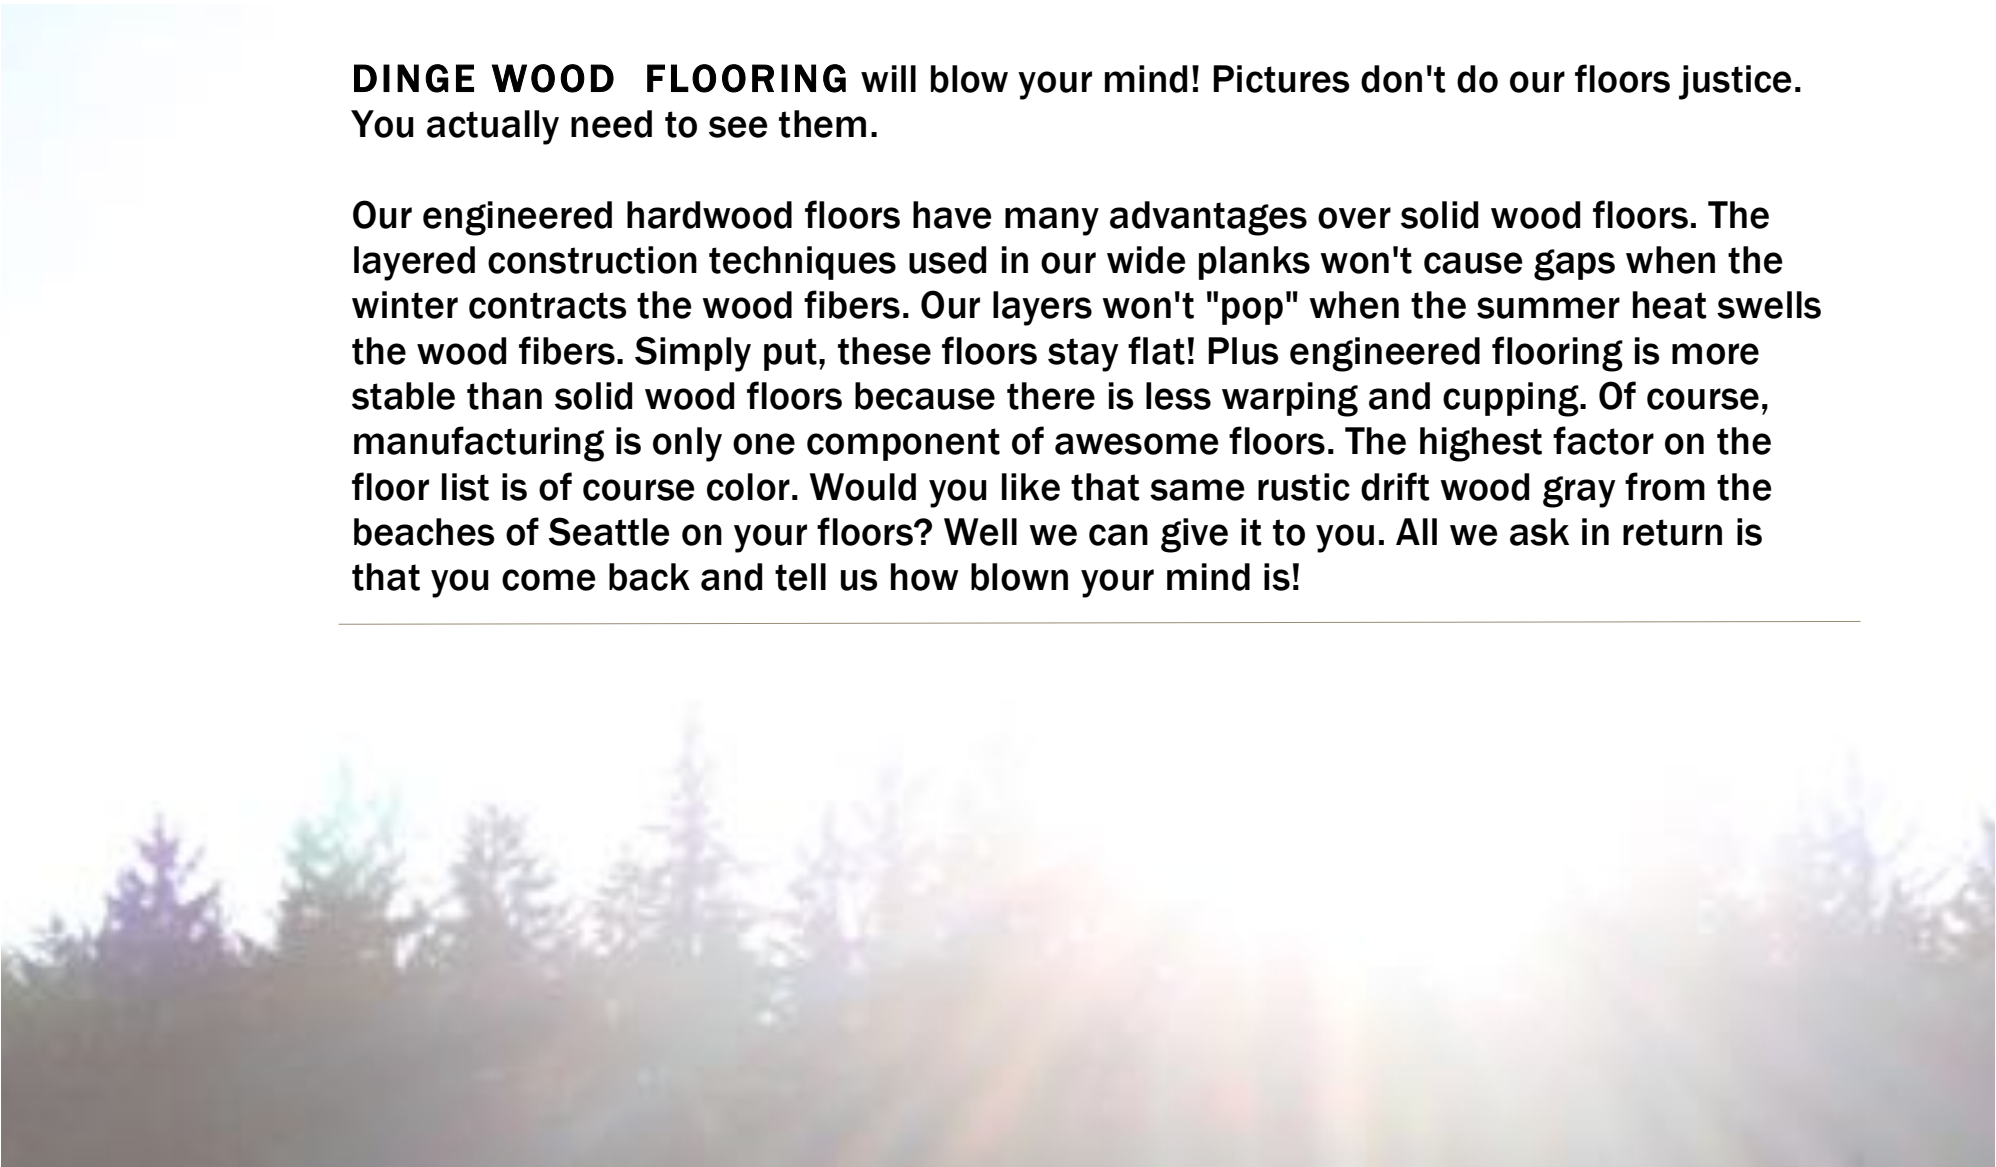 DINGE WOOD  FLOORING will blow your mind! Pictures don't do our floors justice.
You actually need to see them.
Our engineered hardwood floors have many advantages over solid wood floors. The
layered construction techniques used in our wide planks won't cause gaps when the
winter contracts the wood fibers. Our layers won't "pop" when the summer heat swells
the wood fibers. Simply put, these floors stay flat! Plus engineered flooring is more
stable than solid wood floors because there is less warping and cupping. Of course,
manufacturing is only one component of awesome floors. The highest factor on the
floor list is of course color. Would you like that same rustic drift wood gray from the
beaches of Seattle on your floors? Well we can give it to you. All we ask in return is
that you come back and tell us how blown your mind is!